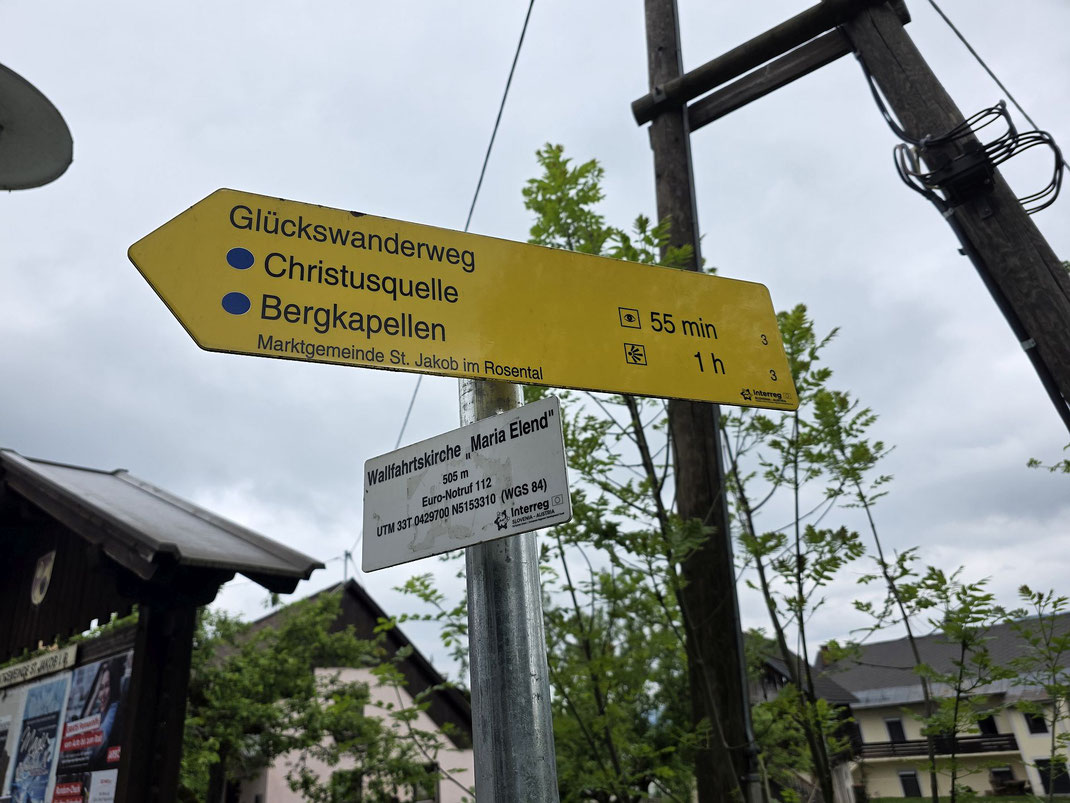 Glückswanderweg
Christusquelle
55 min
3
Bergkapellen
1 h
3
Marktgemeinde St. Jakob im Rosental
Interreg
Wallfahrtskirche „Maria Elend"
505 m
Euro-Notruf 112
UTM 33T 0429700 N5153310 (WGS 84)
Interreg
SLOVENIA - AUSTRIA